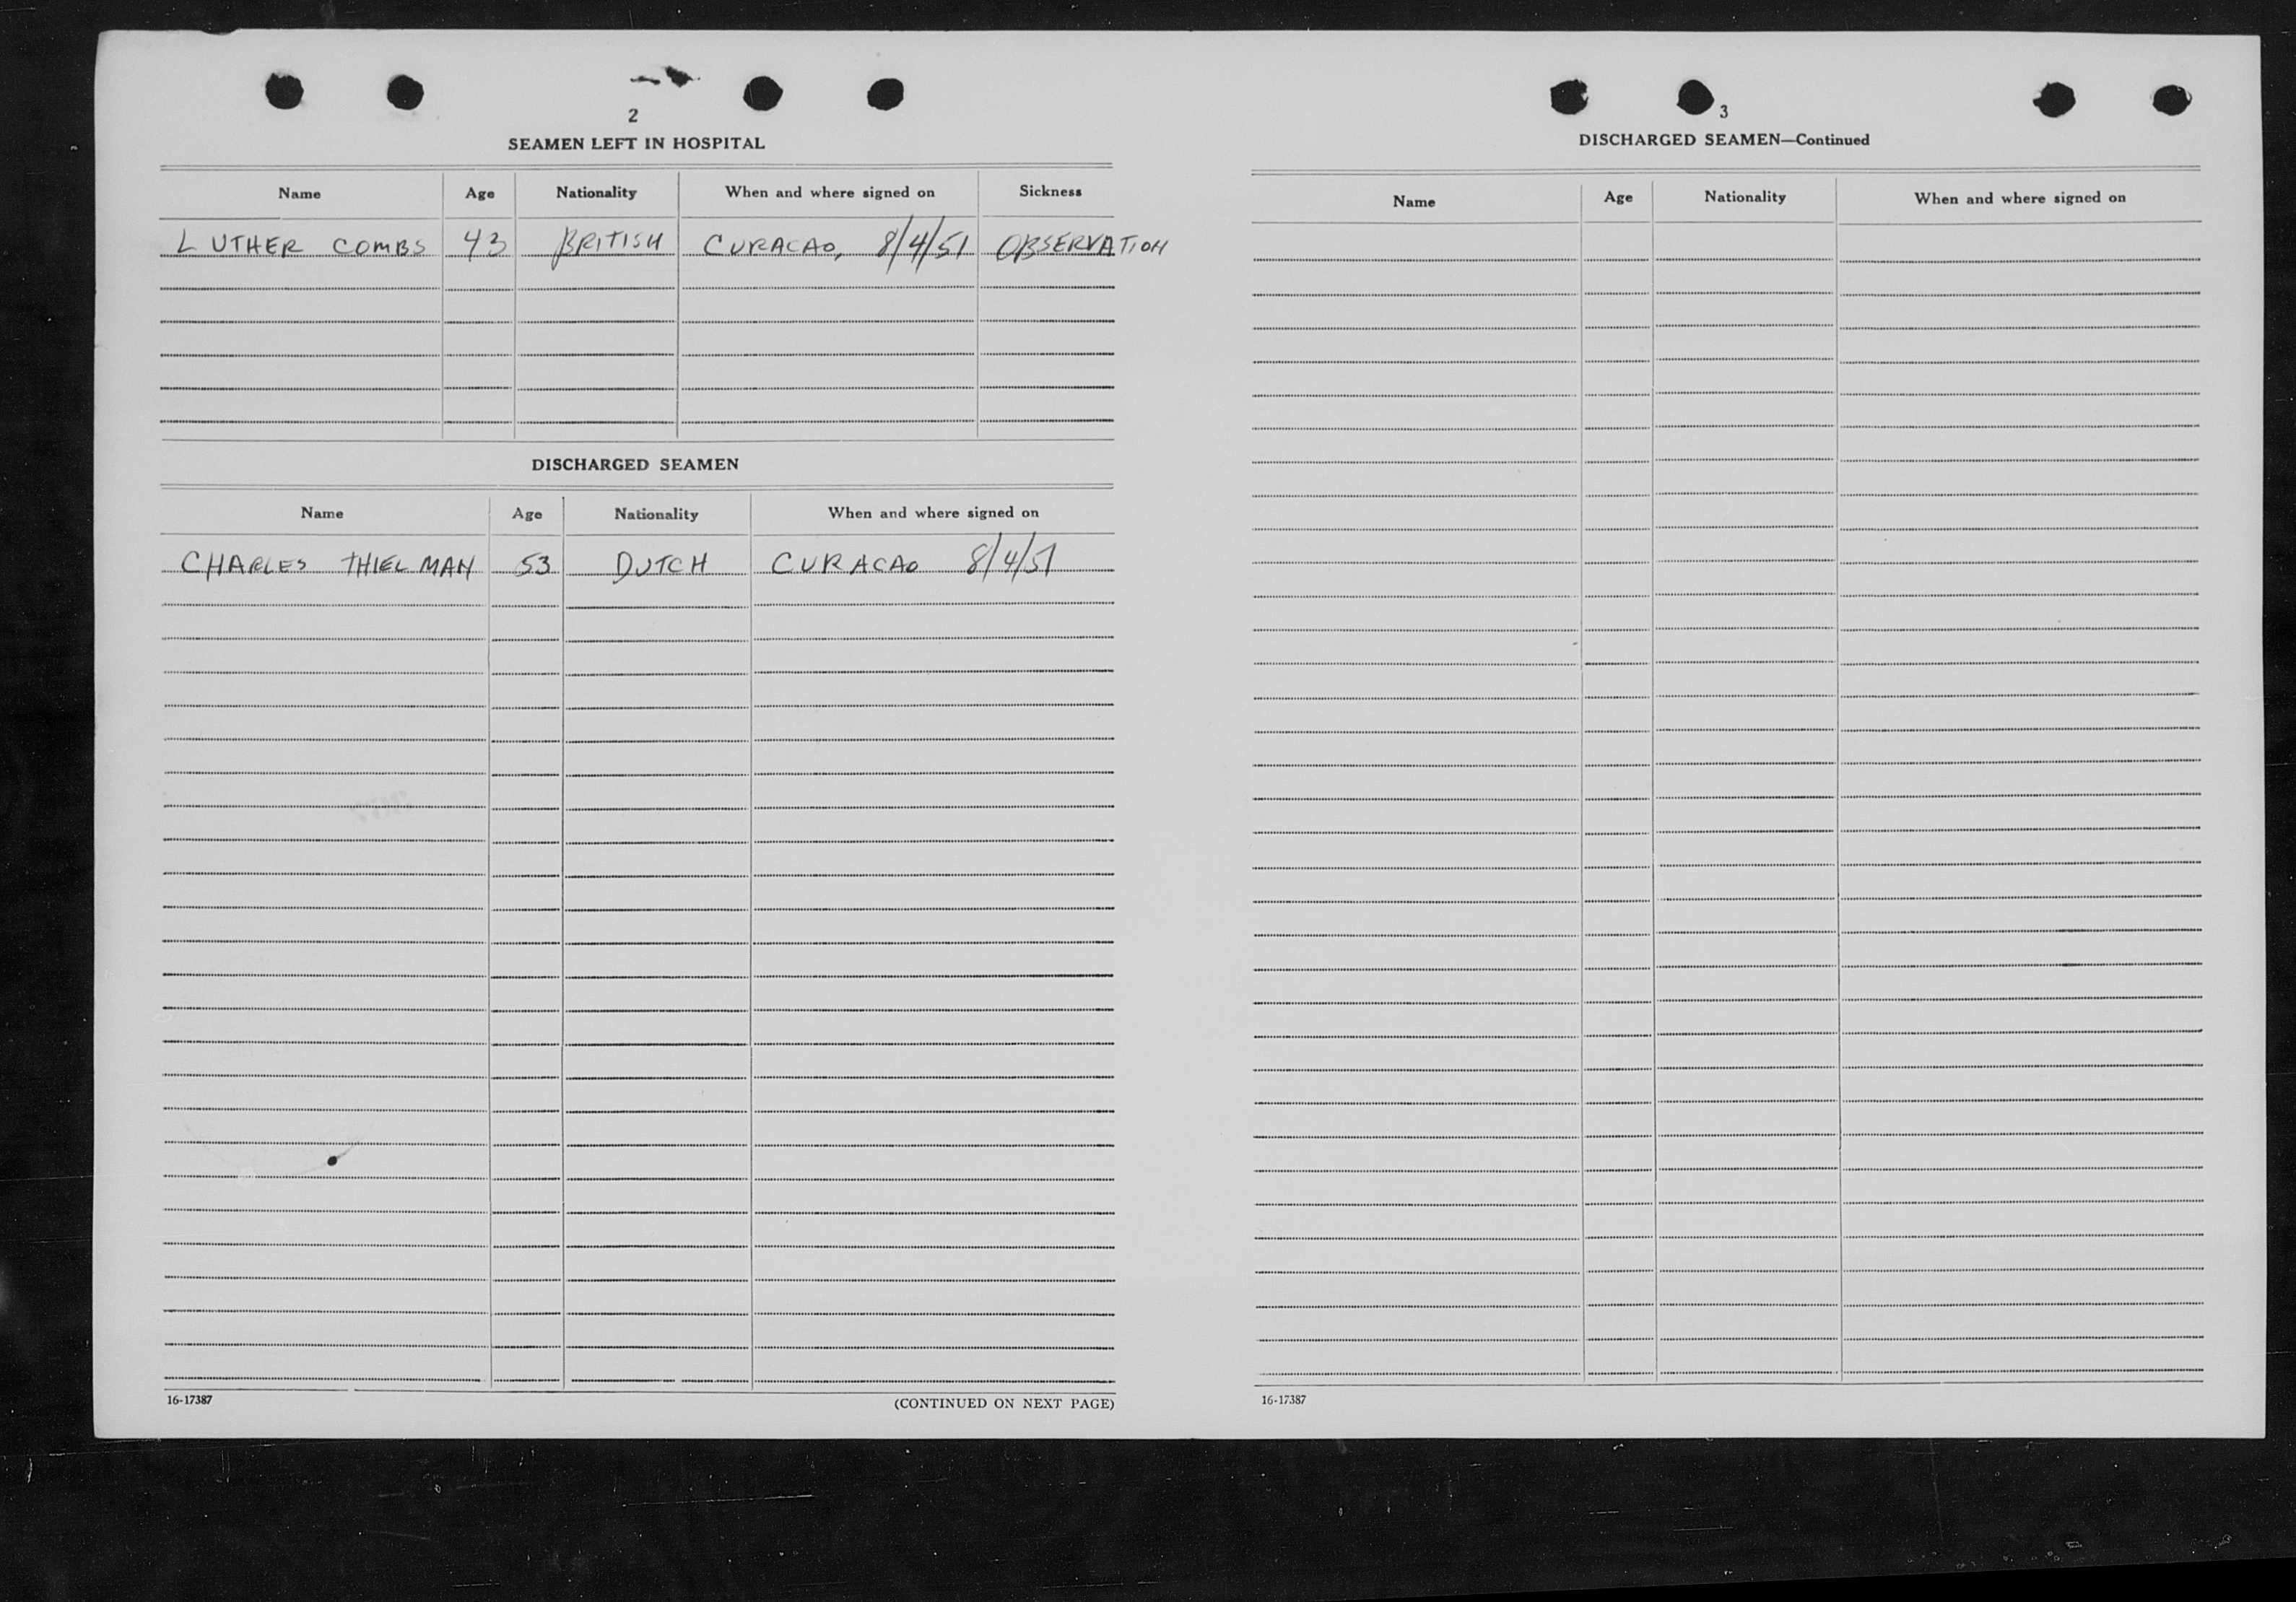 2
SEAMEN LEFT IN HOSPITAL
Name Age Nationality When and where signed on Sickness
LUTHER COMBS 43 BRITISH CURACAO, 8/4/51 OBSERVATION
DISCHARGED SEAMEN
Name Age Nationality When and where signed on
CHARLES THIELMAN 53 DUTCH CURACAO 8/4/51
16-17387 (CONTINUED ON NEXT PAGE)
3
DISCHARGED SEAMEN—Continued
Name Age Nationality When and where signed on
16-17387